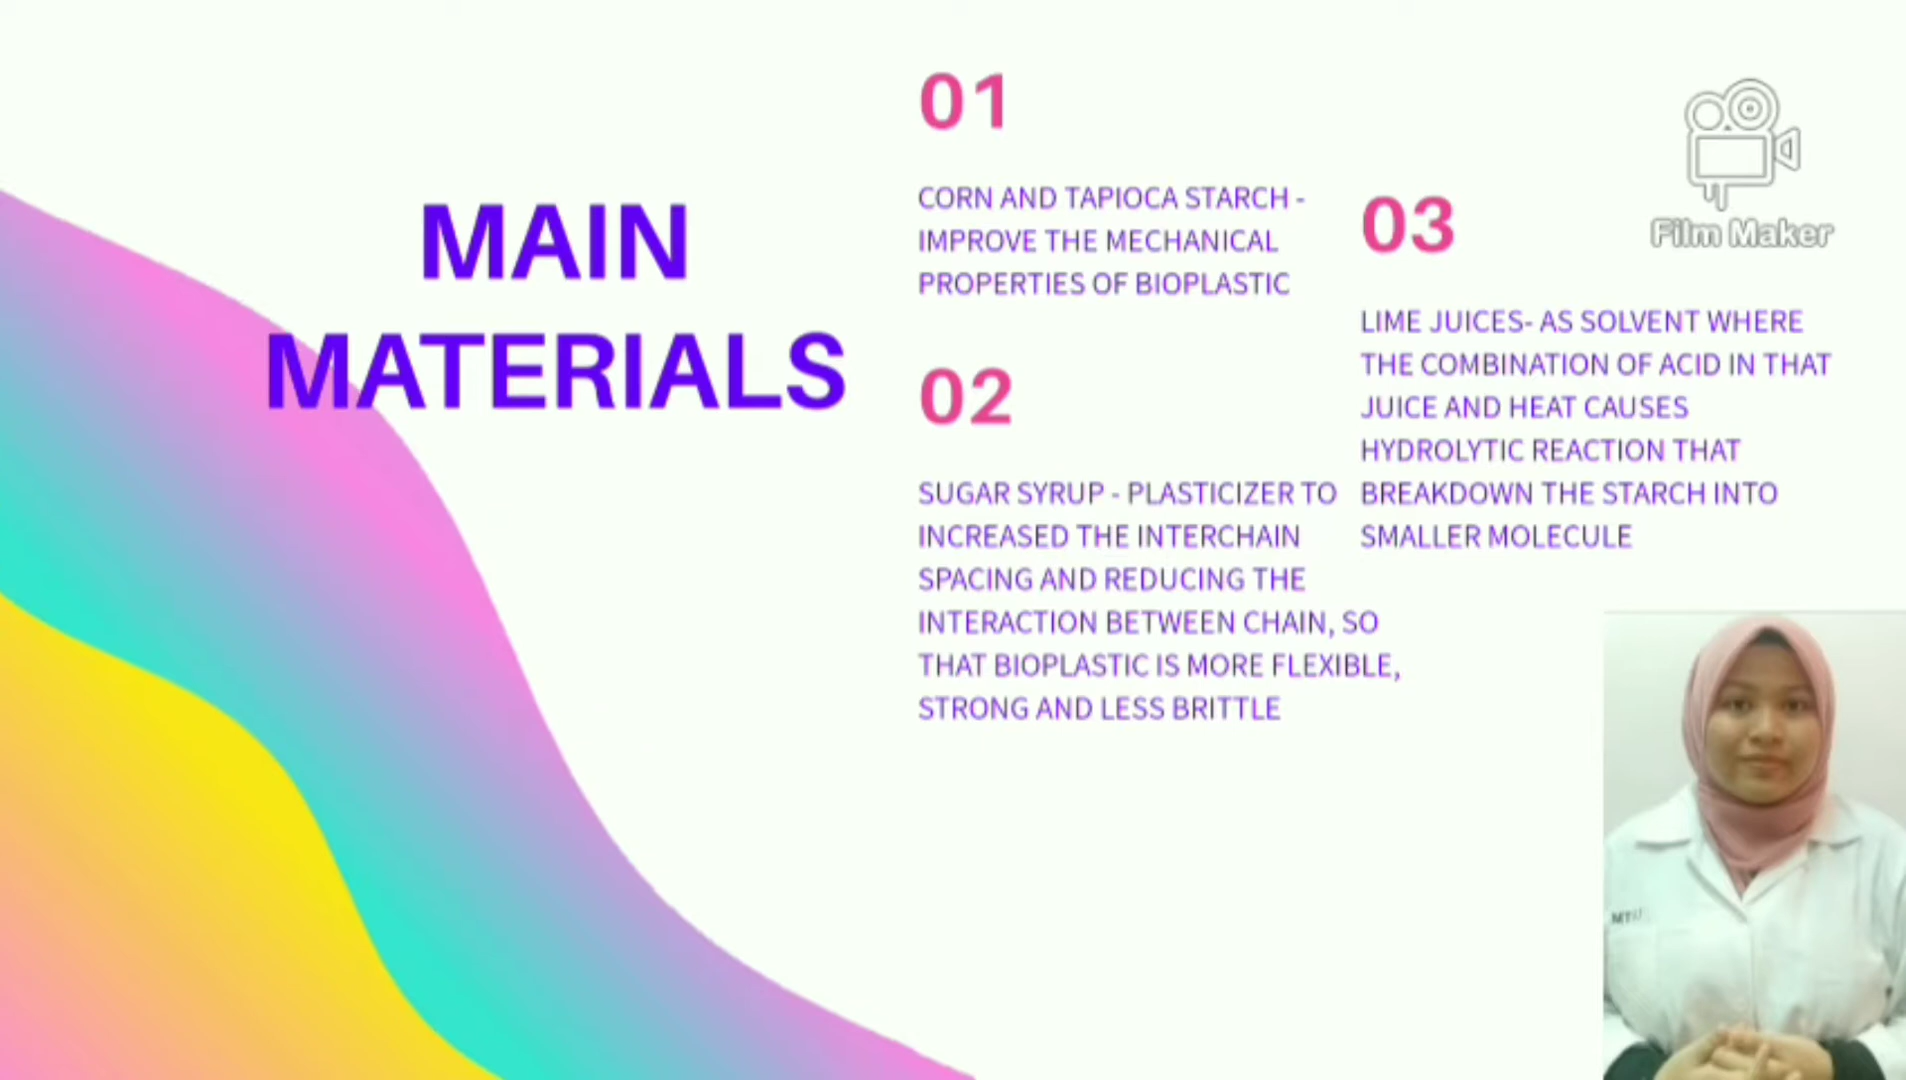 MAIN
MATERIALS
01
CORN AND TAPIOCA STARCH -
IMPROVE THE MECHANICAL
PROPERTIES OF BIOPLASTIC
02
SUGAR SYRUP - PLASTICIZER TO
INCREASED THE INTERCHAIN
SPACING AND REDUCING THE
INTERACTION BETWEEN CHAIN, SO
THAT BIOPLASTIC IS MORE FLEXIBLE,
STRONG AND LESS BRITTLE
03
LIME JUICES- AS SOLVENT WHERE
THE COMBINATION OF ACID IN THAT
JUICE AND HEAT CAUSES
HYDROLYTIC REACTION THAT
BREAKDOWN THE STARCH INTO
SMALLER MOLECULE
Film Maker